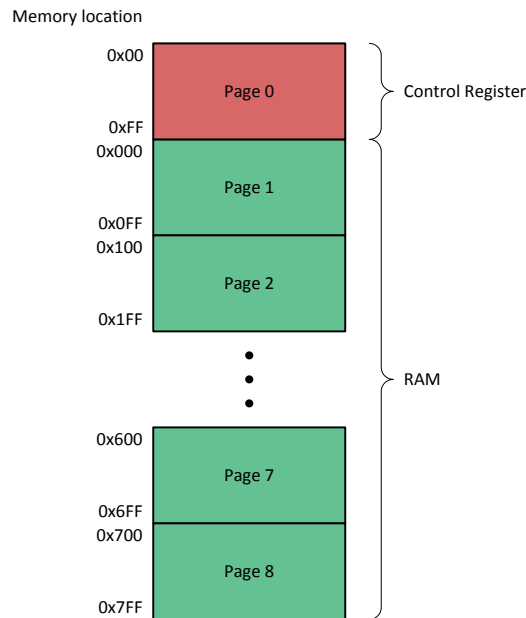 Memory location
0x00
Page 0
Control Register
0xFF
0x000
Page 1
0x0FF
0x100
Page 2
0x1FF
RAM
0x600
Page 7
0x6FF
0x700
Page 8
0x7FF